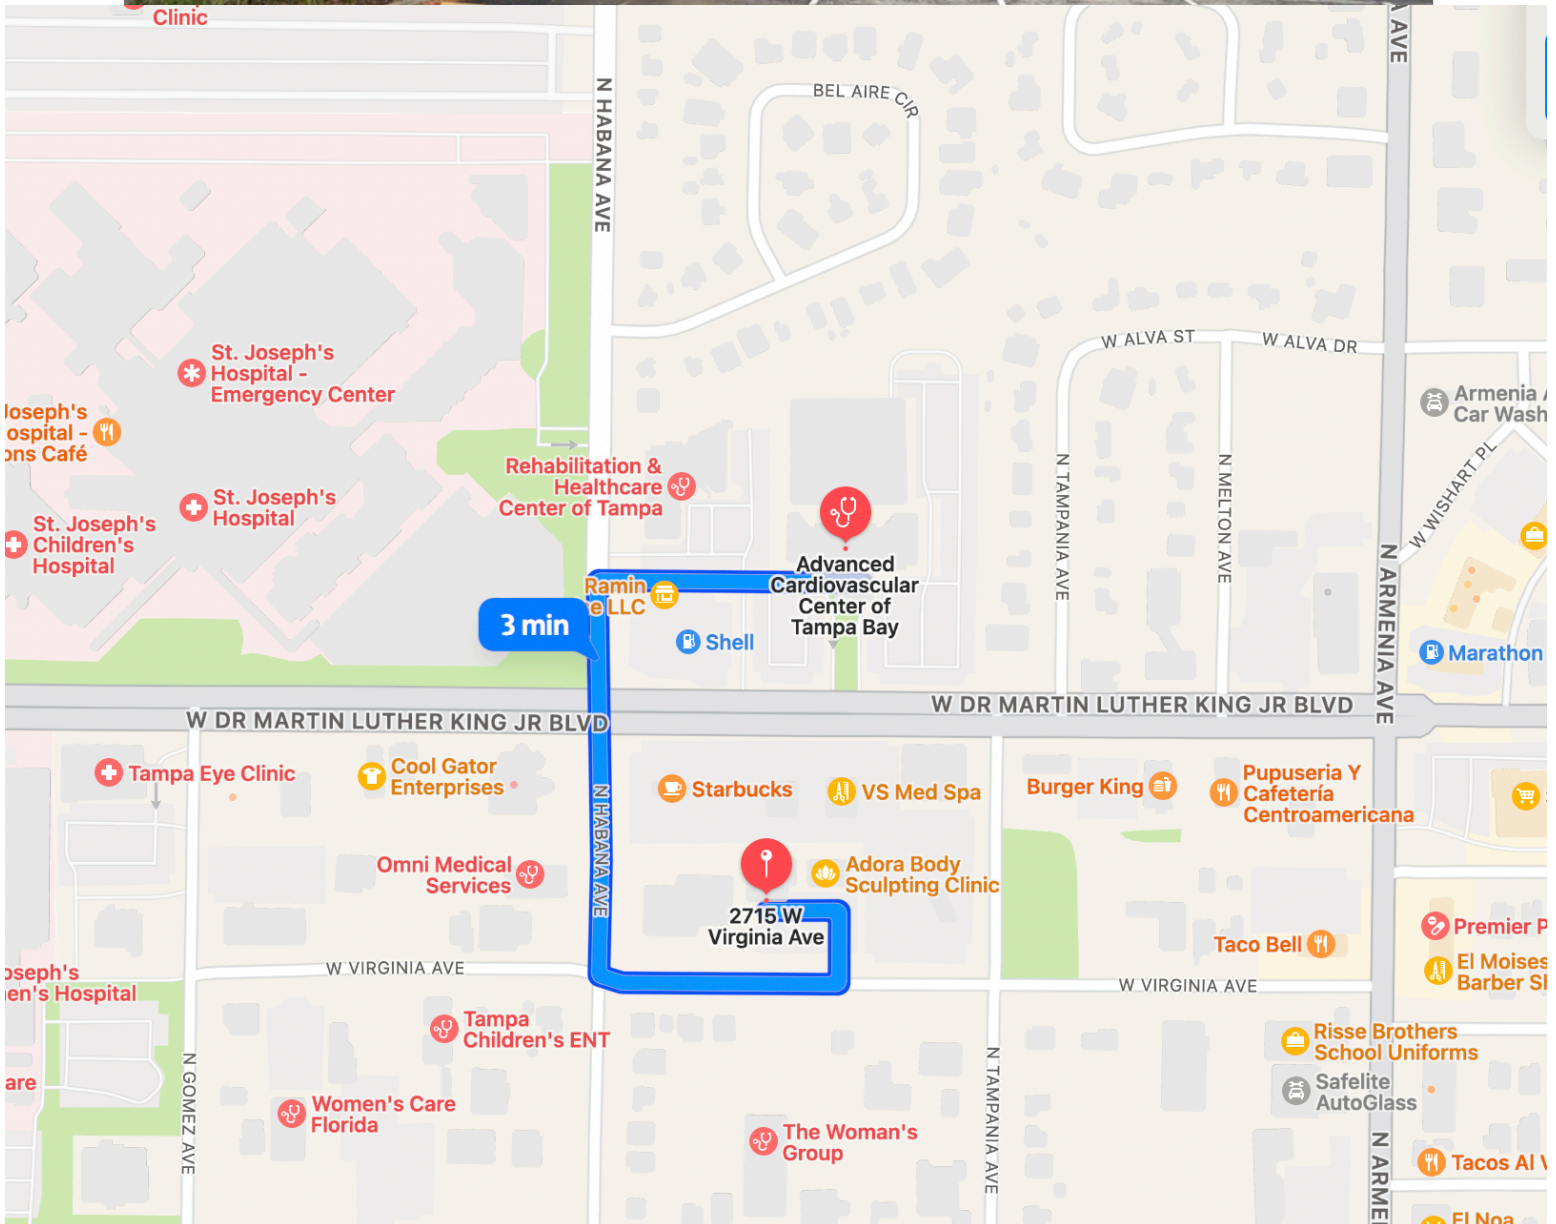 Clinic
N HABANA AVE
BEL AIRE CIR
AVE
St. Joseph's
Hospital -
Emergency Center
Joseph's
ospital -
ons Café
St. Joseph's
Hospital
St. Joseph's
Children's
Hospital
Rehabilitation &
Healthcare
Center of Tampa
W ALVA ST
W ALVA DR
Armenia A
Car Wash
W WISHART PL
N TAMPANIA AVE
N MELTON AVE
N ARMENIA AVE
Advanced
Cardiovascular
Center of
Tampa Bay
Ramin
e LLC
3 min
Shell
Marathon
W DR MARTIN LUTHER KING JR BLVD
W DR MARTIN LUTHER KING JR BLVD
Tampa Eye Clinic
Cool Gator
Enterprises
Starbucks
VS Med Spa
Burger King
Pupuseria Y
Cafetería
Centroamericana
N HABANA AVE
Omni Medical
Services
Adora Body
Sculpting Clinic
2715 W
Virginia Ave
Taco Bell
Premier P
El Moises
Barber Sh
W VIRGINIA AVE
W VIRGINIA AVE
oseph's
en's Hospital
Tampa
Children's ENT
Risse Brothers
School Uniforms
Safelite
AutoGlass
are
N GOMEZ AVE
Women's Care
Florida
The Woman's
Group
N TAMPANIA AVE
N ARME
Tacos Al V
El Noa